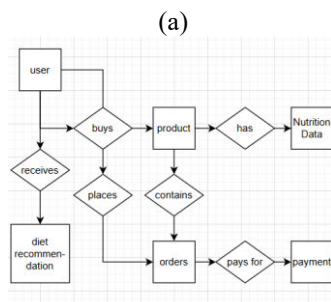 (a)
user
buys
product
has
Nutrition
Data
receives
places
contains
diet
recommen-
dation
orders
pays for
payment